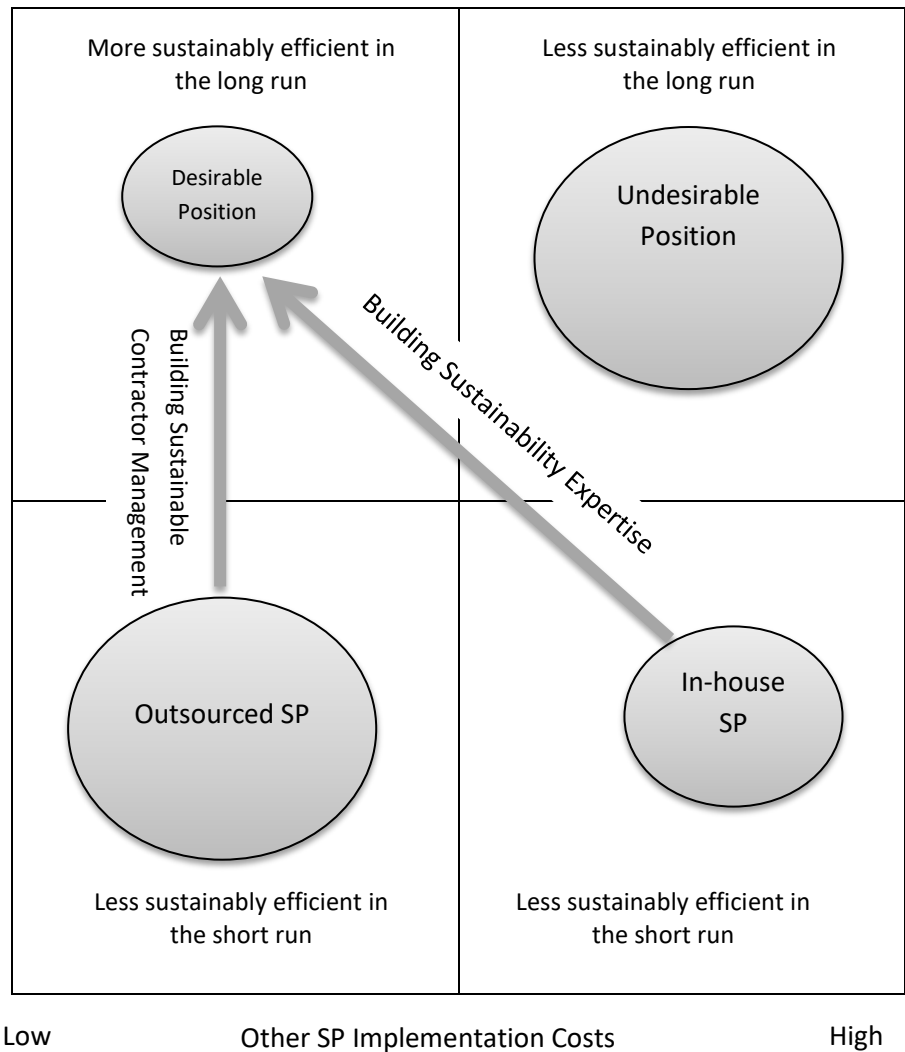 More sustainably efficient in
the long run
Less sustainably efficient in
the long run
Desirable
Position
Undesirable
Position
Building Sustainable
Contractor Management
Building Sustainability Expertise
Outsourced SP
In-house
SP
Less sustainably efficient in
the short run
Less sustainably efficient in
the short run
Low
Other SP Implementation Costs
High